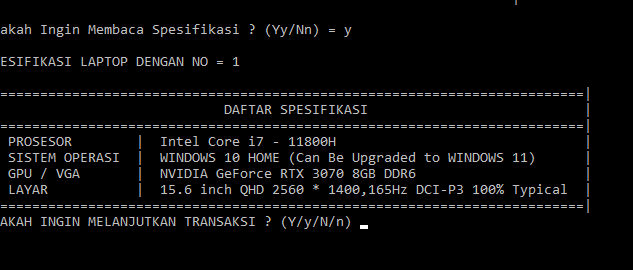 akah Ingin Membaca Spesifikasi ? (Yy/Nn) = y
ESIFIKASI LAPTOP DENGAN NO = 1
=========================================================================|
DAFTAR SPESIFIKASI |
=========================================================================|
PROSESOR | Intel Core i7 - 11800H |
SISTEM OPERASI | WINDOWS 10 HOME (Can Be Upgraded to WINDOWS 11) |
GPU / VGA | NVIDIA GeForce RTX 3070 8GB DDR6 |
LAYAR | 15.6 inch QHD 2560 * 1400,165Hz DCI-P3 100% Typical |
=========================================================================|
AKAH INGIN MELANJUTKAN TRANSAKSI ? (Y/y/N/n)